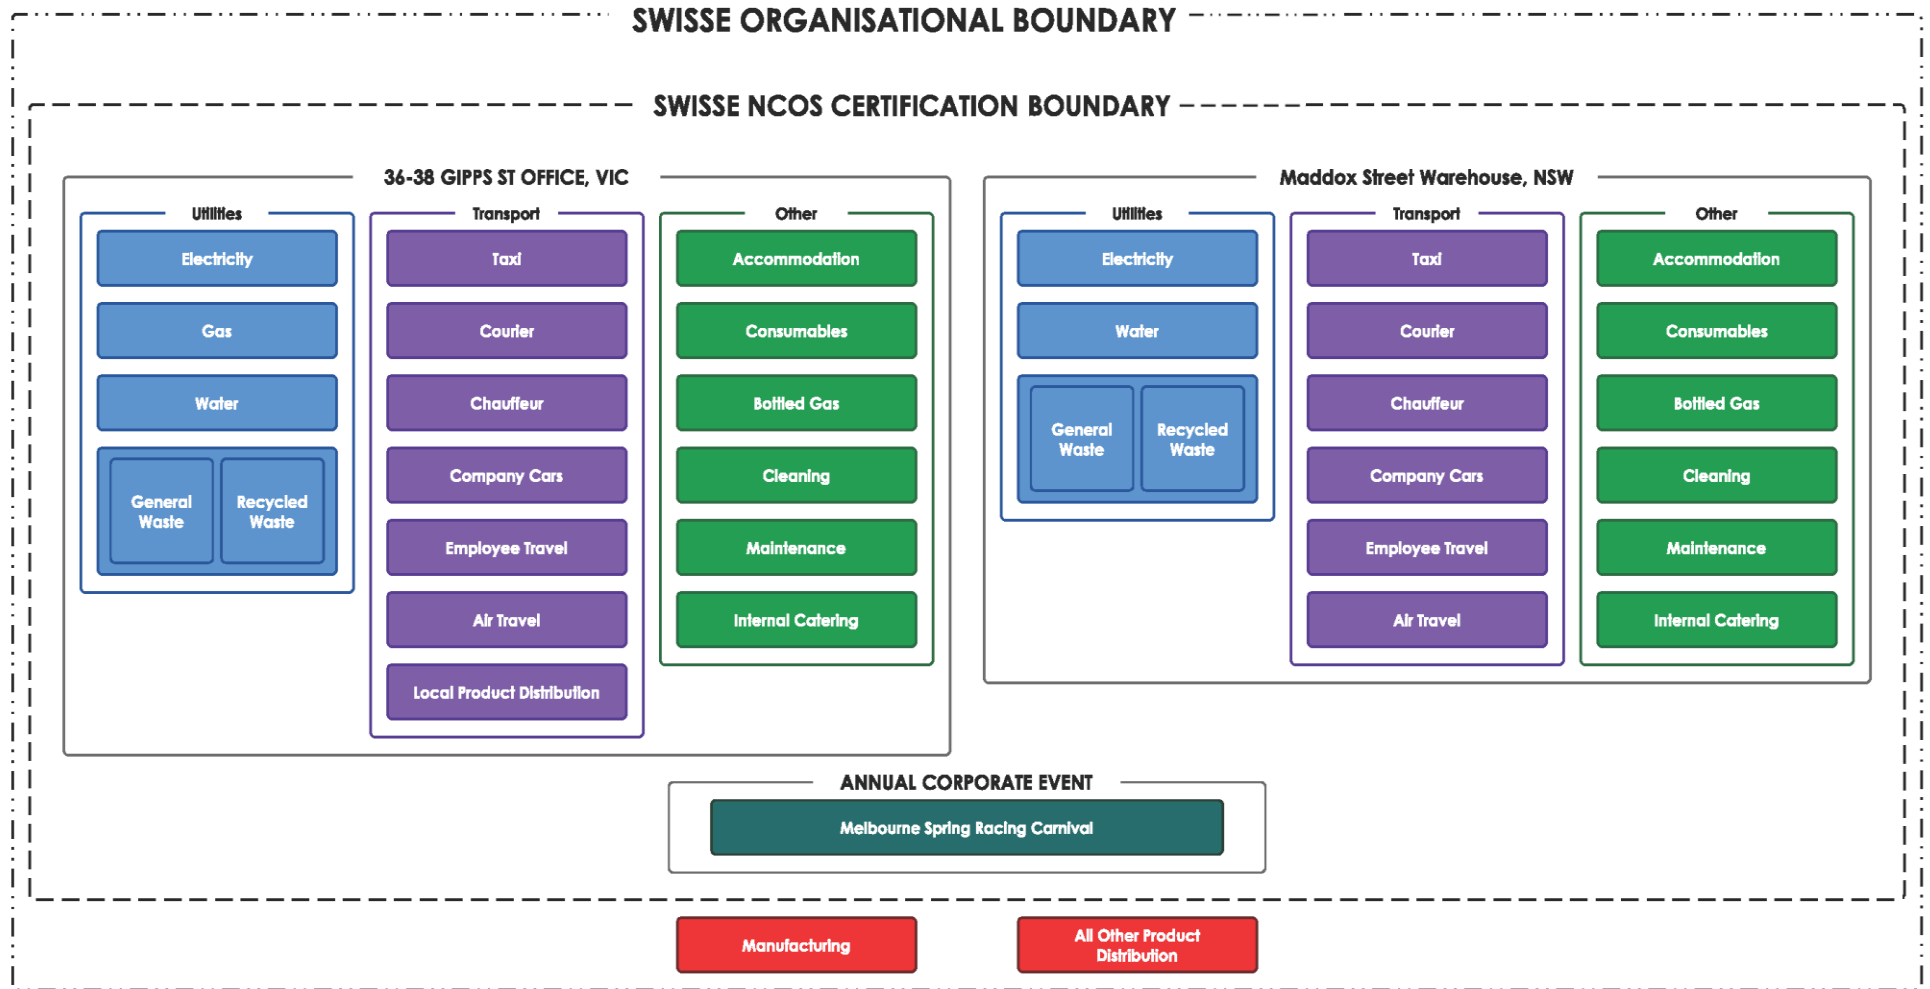 SWISSE ORGANISATIONAL BOUNDARY
SWISSE NCOS CERTIFICATION BOUNDARY
36-38 GIPPS ST OFFICE, VIC
Utilities
Electricity
Gas
Water
General
Waste
Recycled
Waste
Transport
Taxi
Courier
Chauffeur
Company Cars
Employee Travel
Air Travel
Local Product Distribution
Other
Accommodation
Consumables
Bottled Gas
Cleaning
Maintenance
Internal Catering
Maddox Street Warehouse, NSW
Utilities
Electricity
Water
General
Waste
Recycled
Waste
Transport
Taxi
Courier
Chauffeur
Company Cars
Employee Travel
Air Travel
Other
Accommodation
Consumables
Bottled Gas
Cleaning
Maintenance
Internal Catering
ANNUAL CORPORATE EVENT
Melbourne Spring Racing Carnival
Manufacturing
All Other Product
Distribution